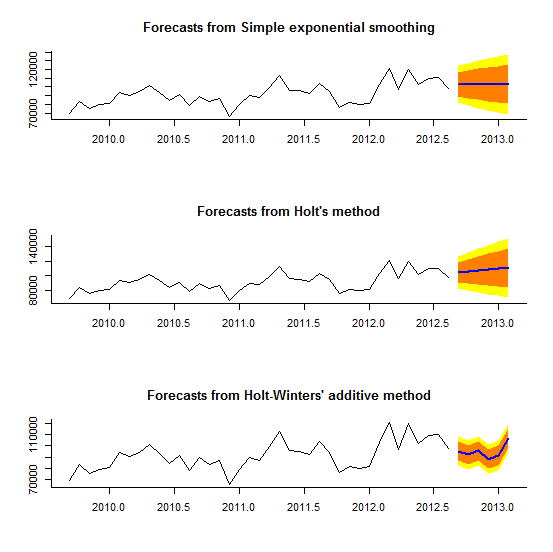 Forecasts from Simple exponential smoothing
120000
70000
2010.0 2010.5 2011.0 2011.5 2012.0 2012.5 2013.0
Forecasts from Holt's method
140000
80000
2010.0 2010.5 2011.0 2011.5 2012.0 2012.5 2013.0
Forecasts from Holt-Winters' additive method
110000
70000
2010.0 2010.5 2011.0 2011.5 2012.0 2012.5 2013.0